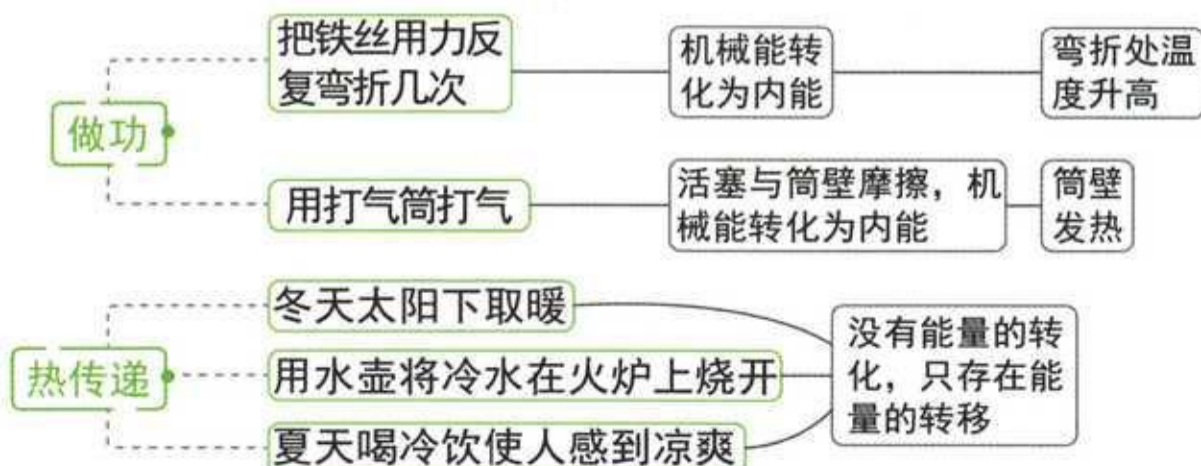 做功
把铁丝用力反
复弯折几次
机械能转
化为内能
弯折处温
度升高
用打气筒打气
活塞与筒壁摩擦，机
械能转化为内能
筒壁
发热
热传递
冬天太阳下取暖
用水壶将冷水在火炉上烧开
夏天喝冷饮使人感到凉爽
没有能量的转
化，只存在能
量的转移